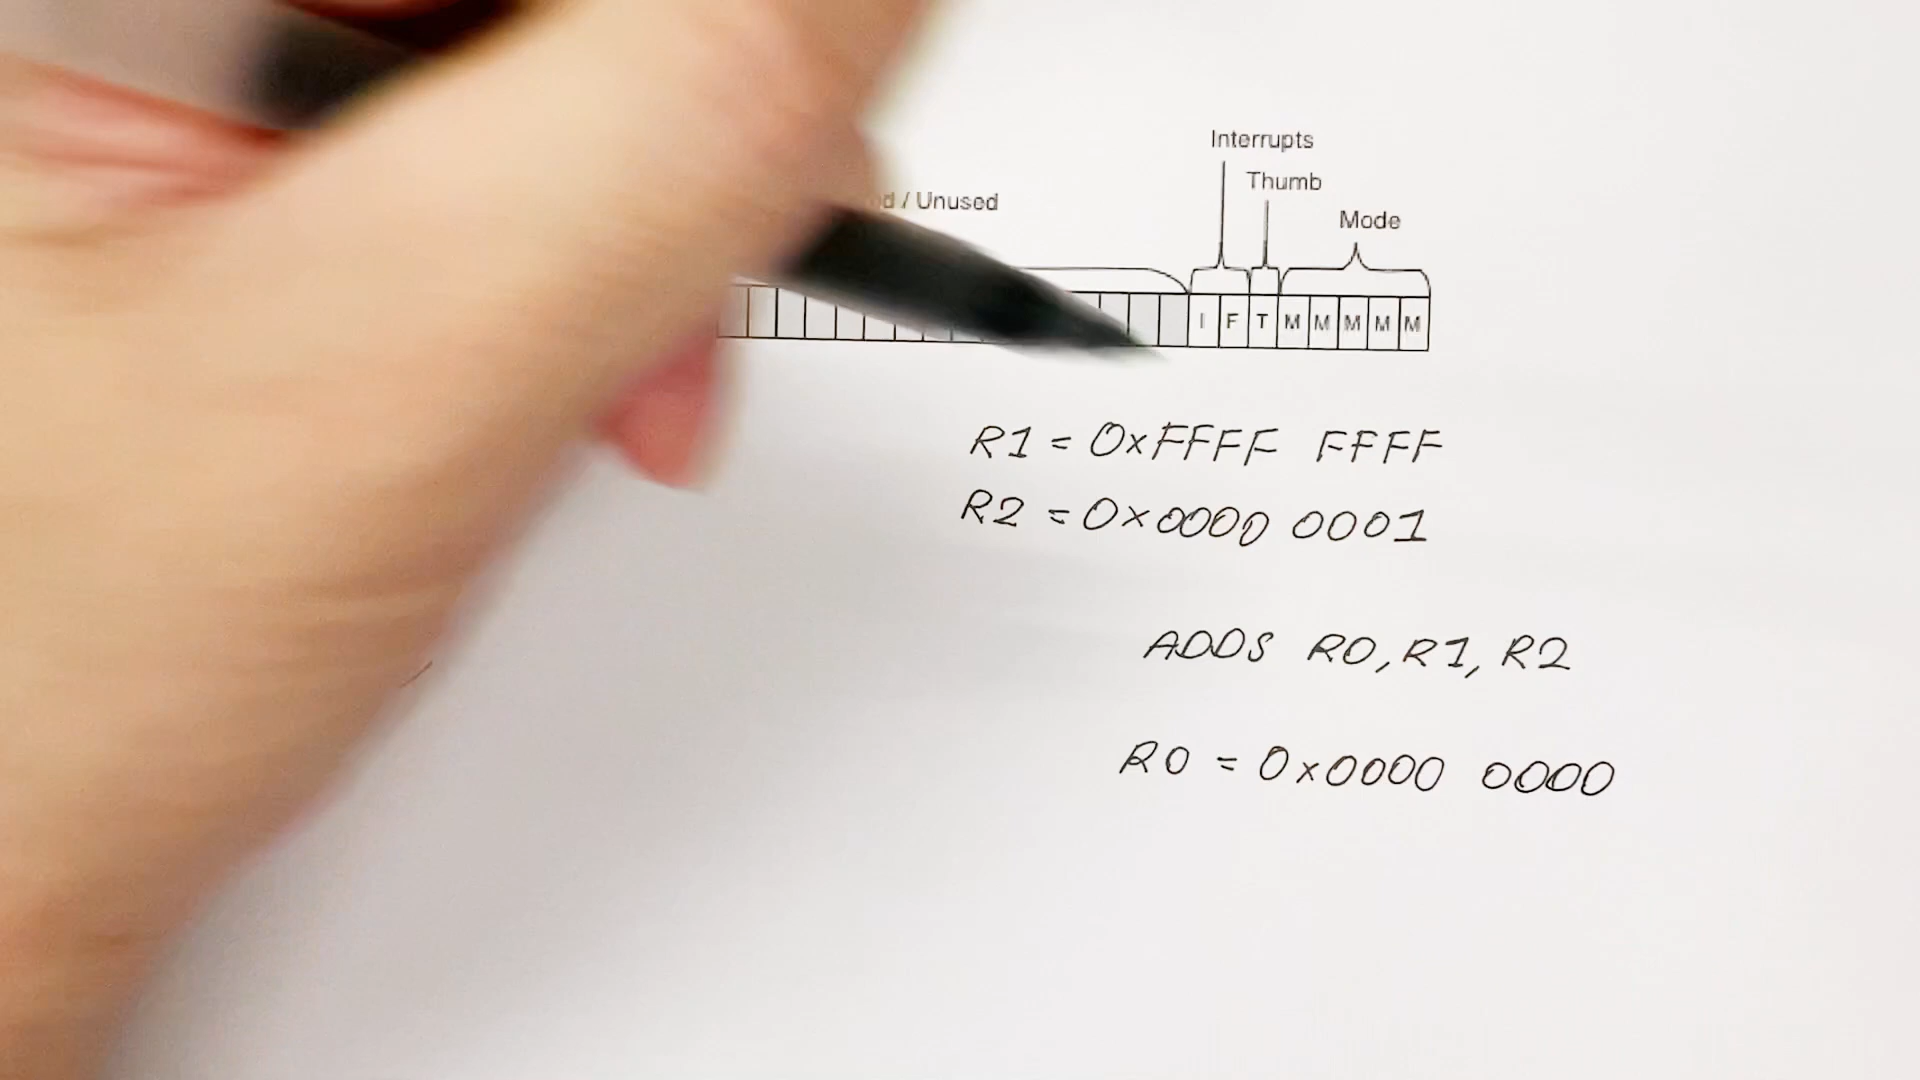 Interrupts
Thumb
/ Unused
Mode
I F T M M M M M
R1 = 0xFFFF FFFF
R2 = 0x0000 0001
ADDS R0, R1, R2
R0 = 0x0000 0000